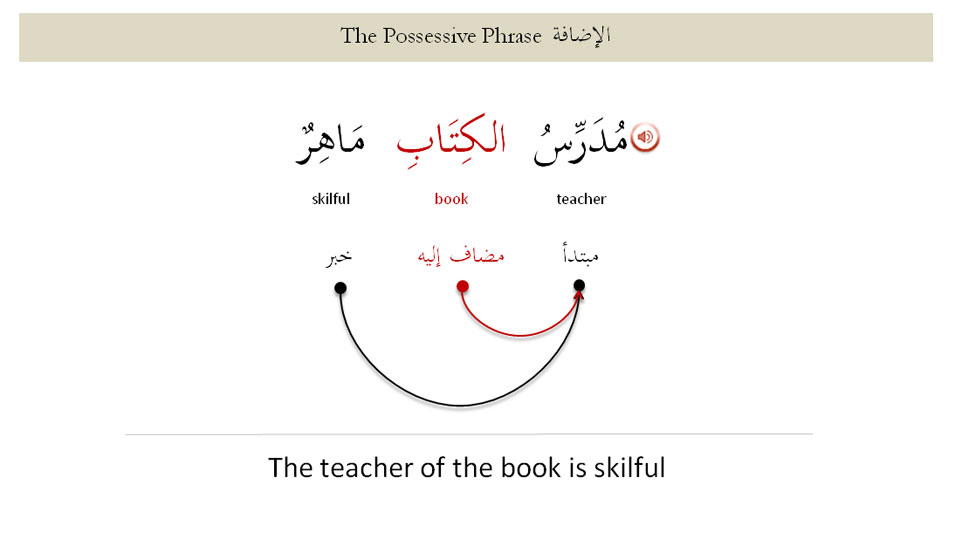 The Possessive Phrase الإضافة
مُدَرِّسُ الكِتَابِ مَاهِرٌ
teacher book skilful
مبتدأ مضاف إليه خبر
The teacher of the book is skilful